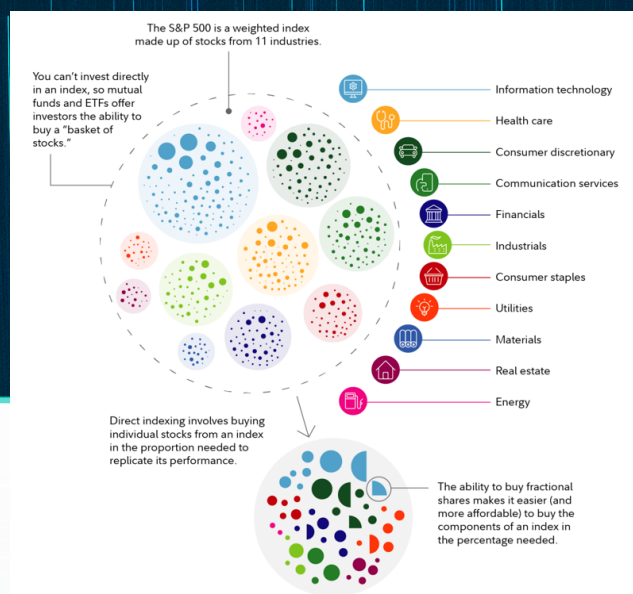 The S&P 500 is a weighted index
made up of stocks from 11 industries.
You can't invest directly
in an index, so mutual
funds and ETFs offer
investors the ability to
buy a "basket of
stocks."
Information technology
Health care
Consumer discretionary
Communication services
Financials
Industrials
Consumer staples
Utilities
Materials
Real estate
Energy
Direct indexing involves buying
individual stocks from an index
in the proportion needed to
replicate its performance.
The ability to buy fractional
shares makes it easier (and
more affordable) to buy the
components of an index in
the percentage needed.